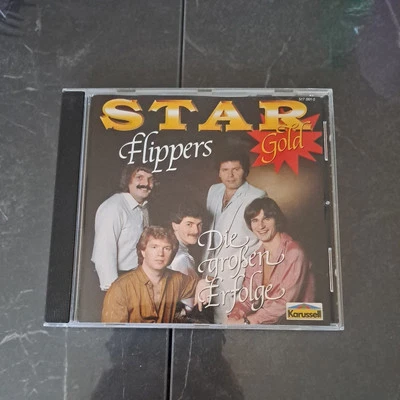 STAR
Flippers
Gold
Die
großen
Erfolge
Karussell